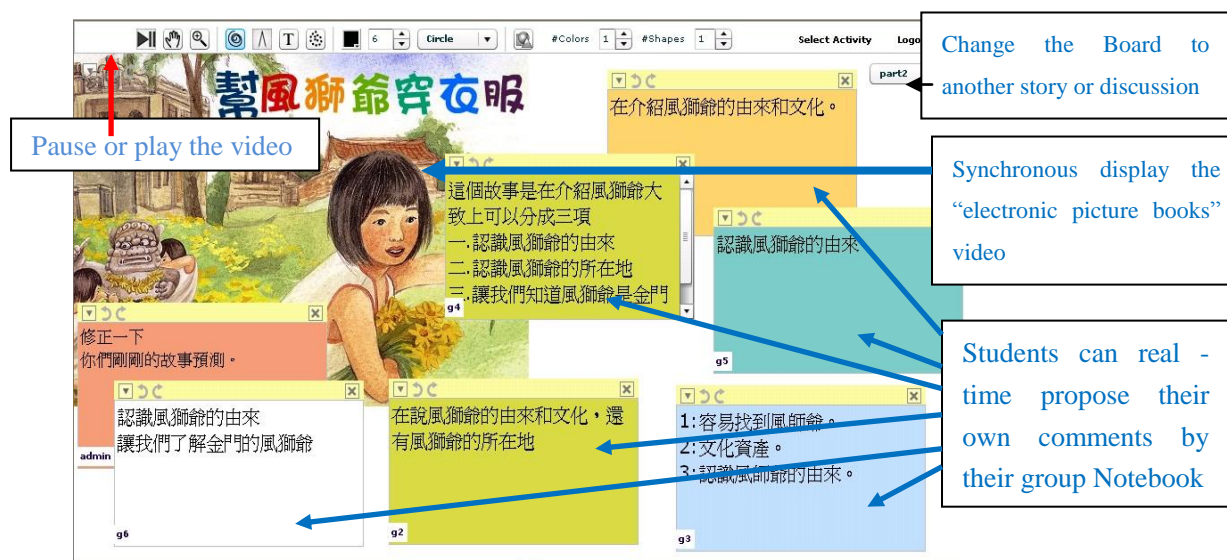 T
6
Circle
#Colors
1
#Shapes
1
Select Activity
Logo
part2
Change the Board to
another story or discussion
幫風獅爺穿衣服
Pause or play the video
在介紹風獅爺的由來和文化。
這個故事是在介紹風獅爺大
致上可以分成三項
一.認識風獅爺的由來
二.認識風獅爺的所在地
三.讓我們知道風獅爺是金門
g4
Synchronous display the
“electronic picture books”
video
認識風獅爺的由來
g5
修正一下
你們剛剛的故事預測。
admin
認識風獅爺的由來
讓我們了解金門的風獅爺
g6
在說風獅爺的由來和文化，還
有風獅爺的所在地
g2
1:容易找到風師爺。
2:文化資產。
3:認識風師爺的由來。
g3
Students can real -
time propose their
own comments by
their group Notebook